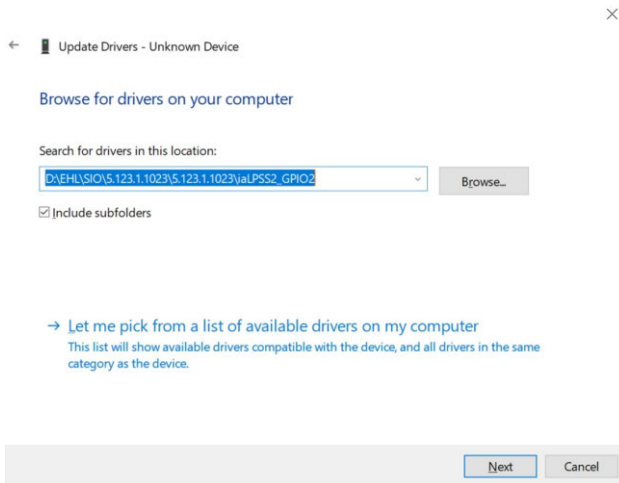 Update Drivers - Unknown Device
Browse for drivers on your computer
Search for drivers in this location:
D:\EHL\SIO\5.123.1.1023\5.123.1.1023\iaLPSS2_GPIO2
Browse...
Include subfolders
Let me pick from a list of available drivers on my computer
This list will show available drivers compatible with the device, and all drivers in the same
category as the device.
Next
Cancel